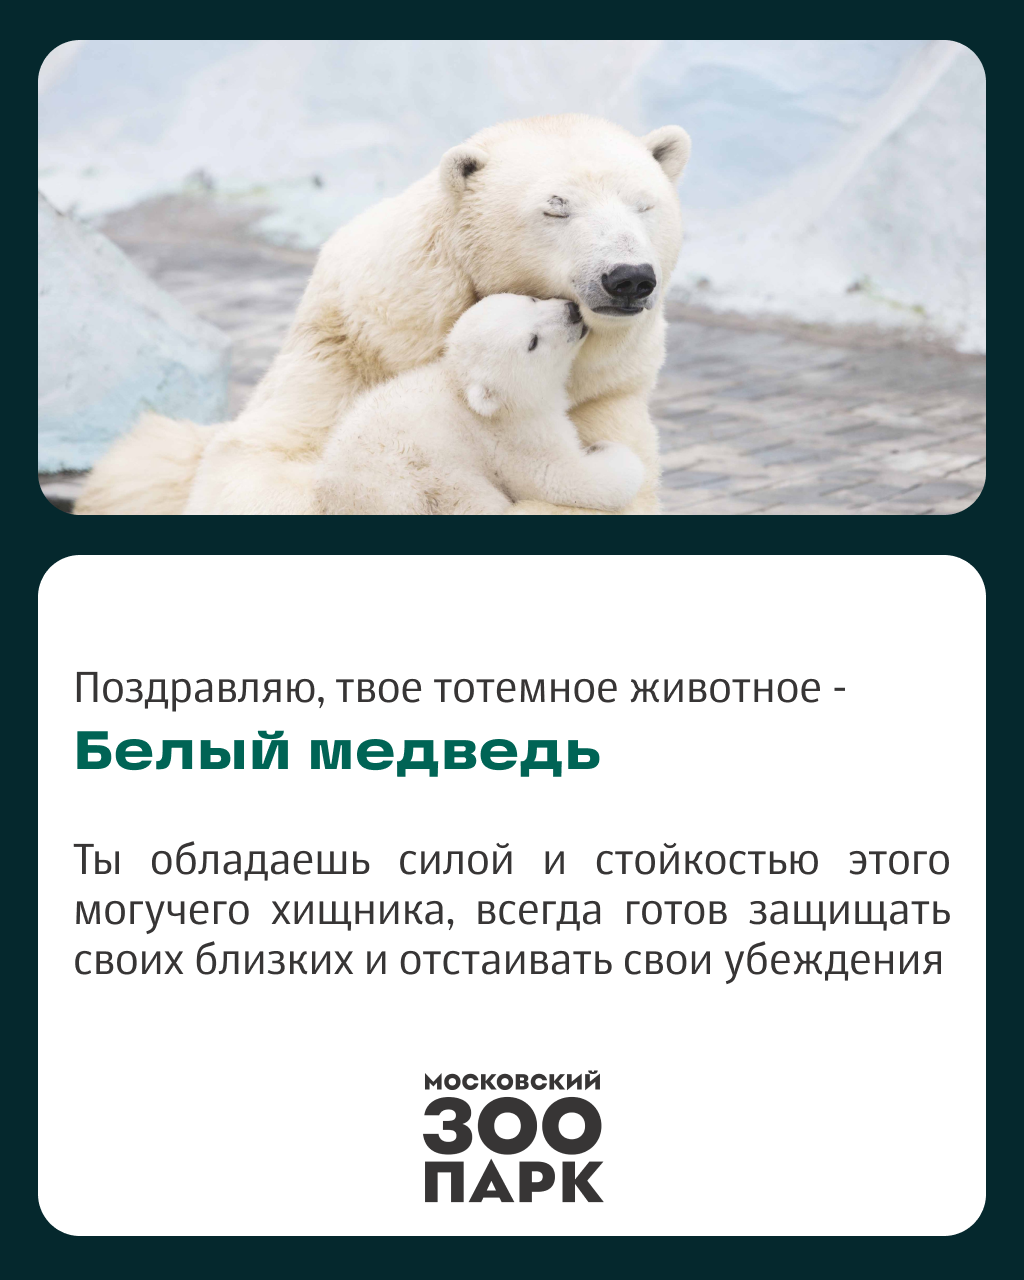 Поздравляю, твое тотемное животное -
Белый медведь
Ты обладаешь силой и стойкостью этого
могучего хищника, всегда готов защищать
своих близких и отстаивать свои убеждения
МОСКОВСКИЙ
ЗОО
ПАРК